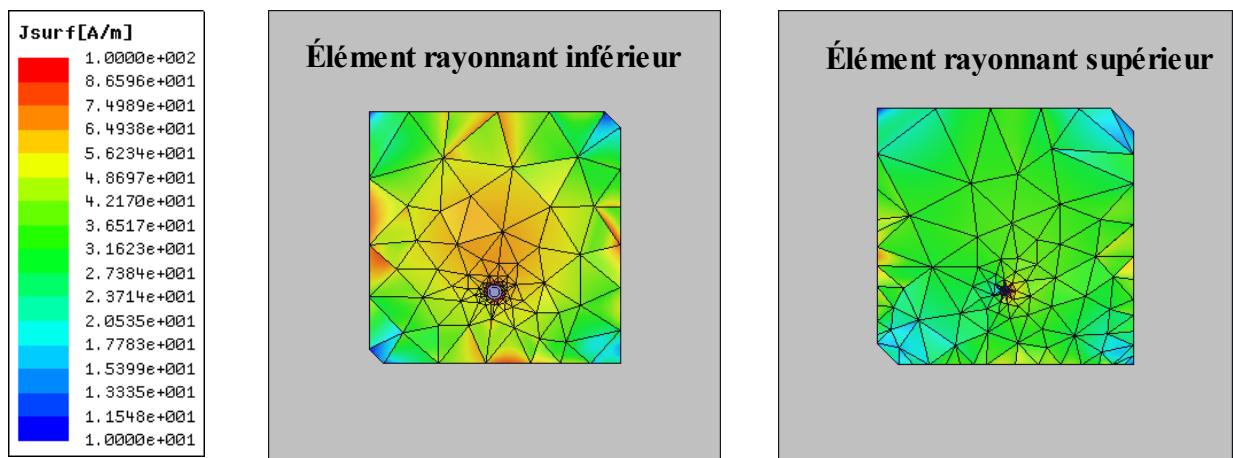 Jsurf[A/m]
1.0000e+002
8.6596e+001
7.4989e+001
6.4938e+001
5.6234e+001
4.8697e+001
4.2170e+001
3.6517e+001
3.1623e+001
2.7384e+001
2.3714e+001
2.0535e+001
1.7783e+001
1.5399e+001
1.3335e+001
1.1548e+001
1.0000e+001
Élément rayonnant inférieur
Élément rayonnant supérieur